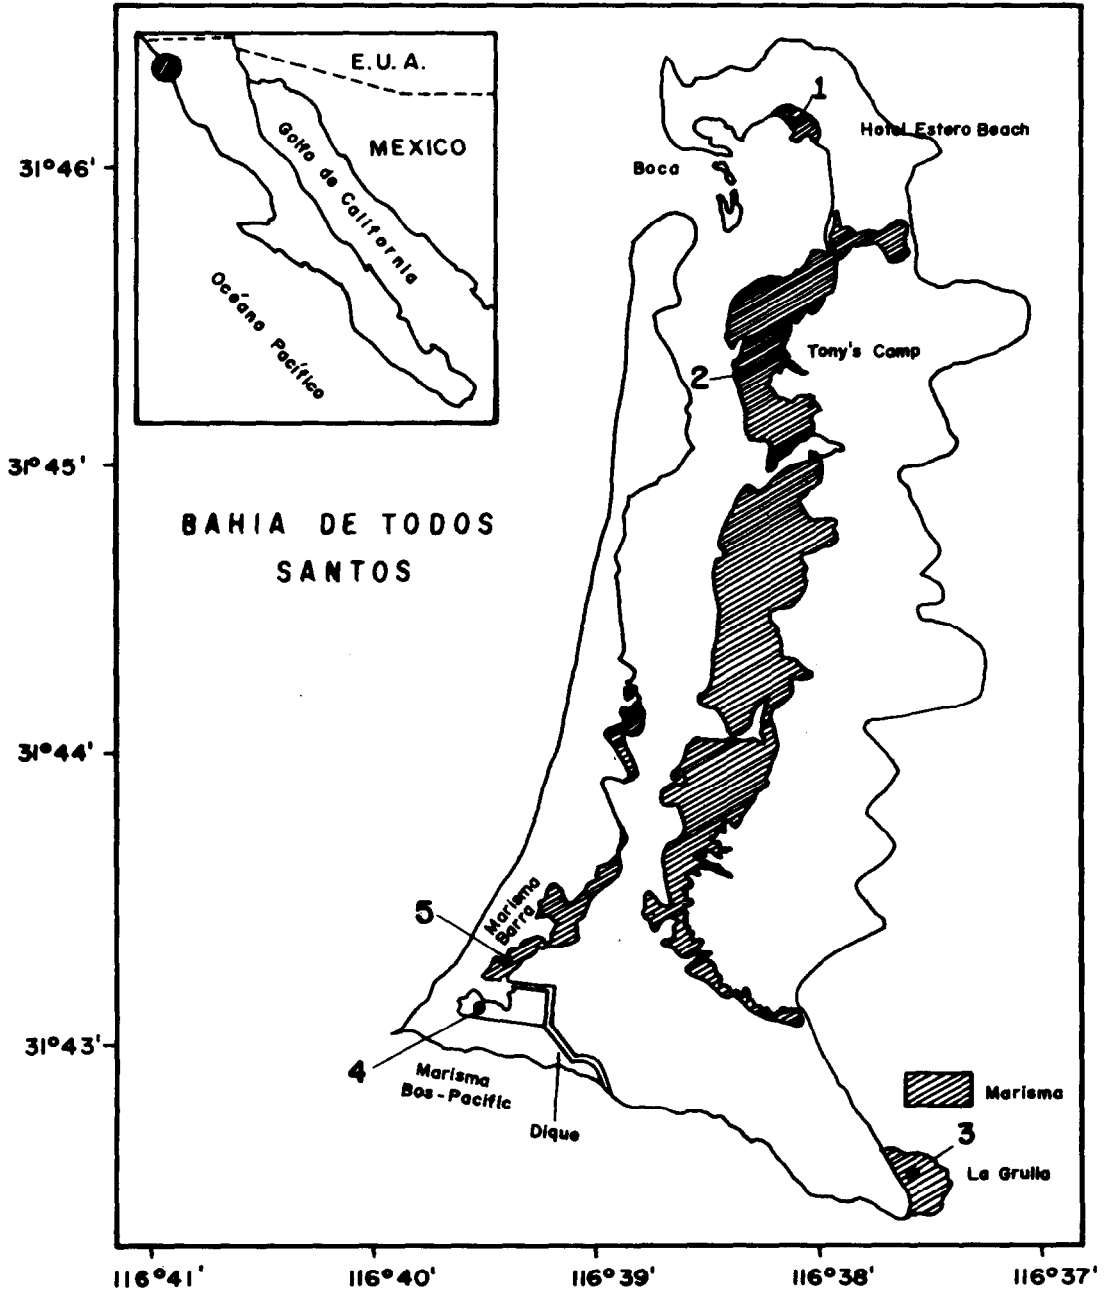 E.U.A.
MEXICO
Golfo de California
Océano Pacífico
1
Hotel Estero Beach
31°46'
Boca
Tony's Camp
2
31°45'
BAHIA DE TODOS
SANTOS
31°44'
5
Marisma
Barra
31°43'
4
Marisma
Bos-Pacific
Dique
Marisma
3
La Grulla
116°41'
116°40'
116°39'
116°38'
116°37'